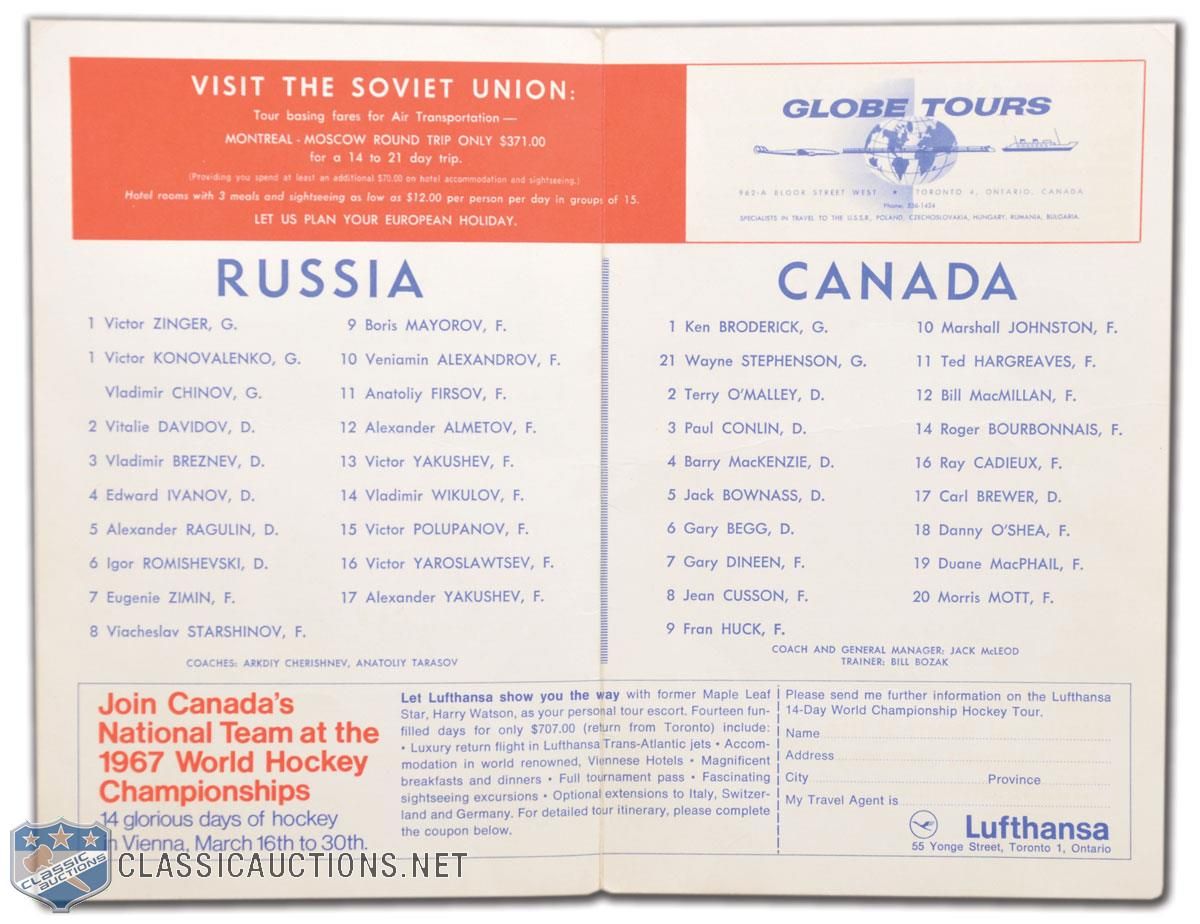 VISIT THE SOVIET UNION:
Tour basing fares for Air Transportation —
MONTREAL - MOSCOW ROUND TRIP ONLY $371.00
for a 14 to 21 day trip.
(Providing you spend at least an additional $70.00 on hotel accommodation and sightseeing.)
Hotel rooms with 3 meals and sightseeing as low as $12.00 per person per day in groups of 15.
LET US PLAN YOUR EUROPEAN HOLIDAY.
GLOBE TOURS
962-A BLOOR STREET WEST • TORONTO 4, ONTARIO, CANADA
Phone: 536-1424
SPECIALISTS IN TRAVEL TO THE U.S.S.R., POLAND, CZECHOSLOVAKIA, HUNGARY, RUMANIA, BULGARIA.
RUSSIA
1 Victor ZINGER, G.
1 Victor KONOVALENKO, G.
Vladimir CHINOV, G.
2 Vitalie DAVIDOV, D.
3 Vladimir BREZNEV, D.
4 Edward IVANOV, D.
5 Alexander RAGULIN, D.
6 Igor ROMISHEVSKI, D.
7 Eugenie ZIMIN, F.
8 Viacheslav STARSHINOV, F.
9 Boris MAYOROV, F.
10 Veniamin ALEXANDROV, F.
11 Anatoliy FIRSOV, F.
12 Alexander ALMETOV, F.
13 Victor YAKUSHEV, F.
14 Vladimir WIKULOV, F.
15 Victor POLUPANOV, F.
16 Victor YAROSLAWTSEV, F.
17 Alexander YAKUSHEV, F.
COACHES: ARKDIY CHERISHNEV, ANATOLIY TARASOV
CANADA
1 Ken BRODERICK, G.
21 Wayne STEPHENSON, G.
2 Terry O'MALLEY, D.
3 Paul CONLIN, D.
4 Barry MacKENZIE, D.
5 Jack BOWNASS, D.
6 Gary BEGG, D.
7 Gary DINEEN, F.
8 Jean CUSSON, F.
9 Fran HUCK, F.
10 Marshall JOHNSTON, F.
11 Ted HARGREAVES, F.
12 Bill MacMILLAN, F.
14 Roger BOURBONNAIS, F.
16 Ray CADIEUX, F.
17 Carl BREWER, D.
18 Danny O'SHEA, F.
19 Duane MacPHAIL, F.
20 Morris MOTT, F.
COACH AND GENERAL MANAGER: JACK McLEOD
TRAINER: BILL BOZAK
Join Canada's
National Team at the
1967 World Hockey
Championships
14 glorious days of hockey
in Vienna, March 16th to 30th.
Let Lufthansa show you the way with former Maple Leaf
Star, Harry Watson, as your personal tour escort. Fourteen fun-
filled days for only $707.00 (return from Toronto) include:
• Luxury return flight in Lufthansa Trans-Atlantic jets • Accom-
modation in world renowned, Viennese Hotels • Magnificent
breakfasts and dinners • Full tournament pass • Fascinating
sightseeing excursions • Optional extensions to Italy, Switzer-
land and Germany. For detailed tour itinerary, please complete
the coupon below.
Please send me further information on the Lufthansa
14-Day World Championship Hockey Tour.
Name
Address
City Province
My Travel Agent is
Lufthansa
55 Yonge Street, Toronto 1, Ontario
CLASSIC
AUCTIONS
CLASSICAUCTIONS.NET